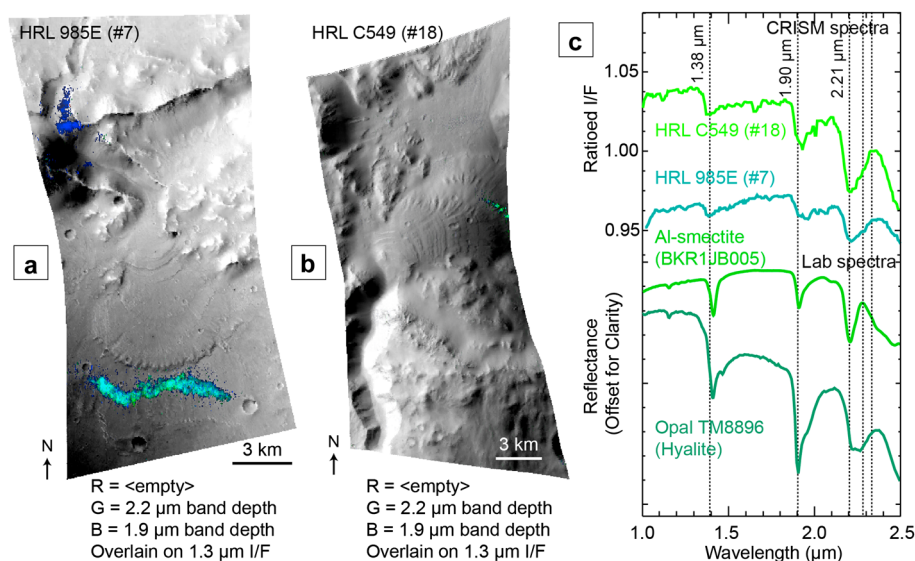 HRL 985E (#7)
HRL C549 (#18)
c
CRISM spectra
1.38 µm
1.90 µm
2.21 µm
Ratioed I/F
1.05
1.00
0.95
HRL C549 (#18)
HRL 985E (#7)
Al-smectite
(BKR1JB005)
Lab spectra
a
b
Reflectance
(Offset for Clarity)
Opal TM8896
(Hyalite)
N
3 km
N
3 km
R = <empty>
G = 2.2 µm band depth
B = 1.9 µm band depth
Overlain on 1.3 µm I/F
R = <empty>
G = 2.2 µm band depth
B = 1.9 µm band depth
Overlain on 1.3 µm I/F
1.0
1.5
2.0
2.5
Wavelength (µm)